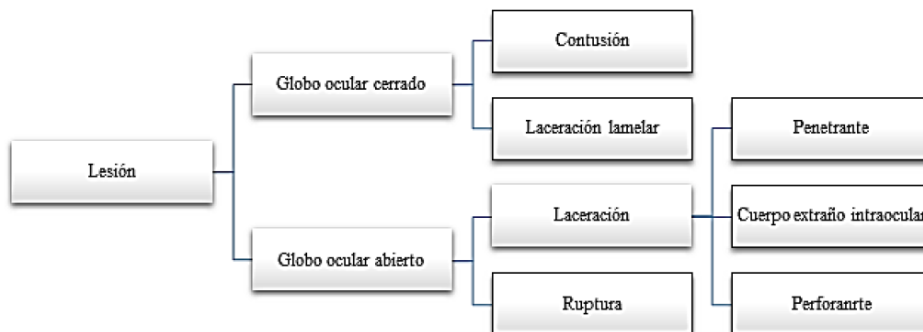 Contusión
Globo ocular cerrado
Laceración lamelar
Penetrante
Lesión
Laceración
Cuerpo extraño intraocular
Globo ocular abierto
Ruptura
Perforanrte